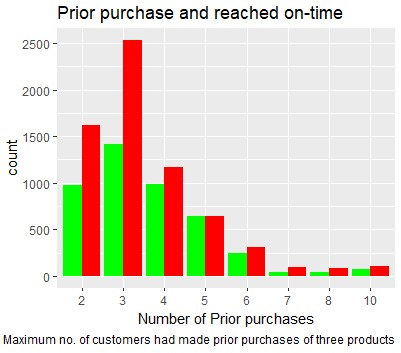 Prior purchase and reached on-time
2500
2000
1500
1000
500
0
count
2 3 4 5 6 7 8 10
Number of Prior purchases
Maximum no. of customers had made prior purchases of three products